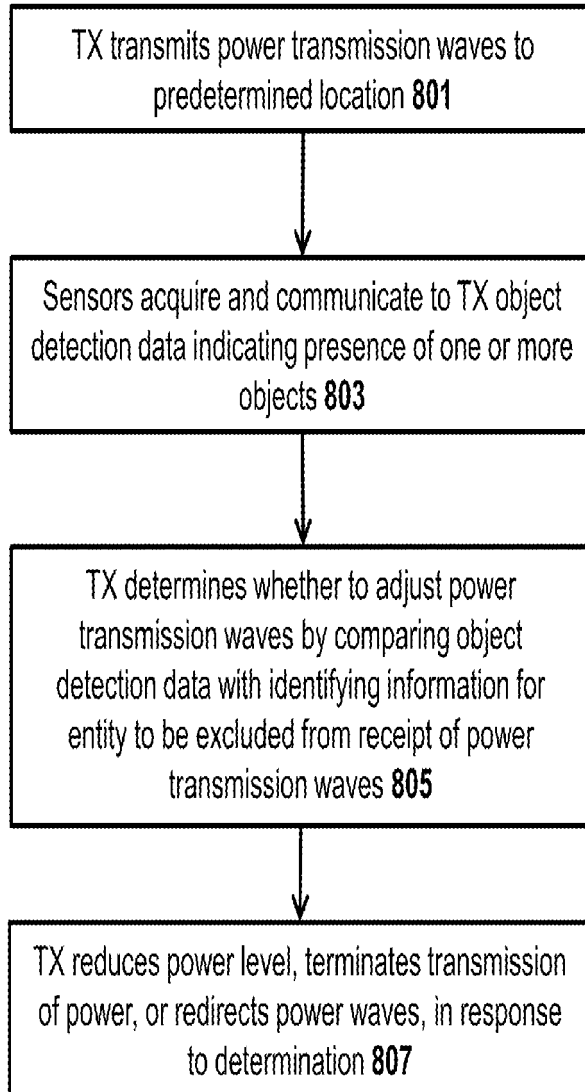 TX transmits power transmission waves to
predetermined location 801
Sensors acquire and communicate to TX object
detection data indicating presence of one or more
objects 803
TX determines whether to adjust power
transmission waves by comparing object
detection data with identifying information for
entity to be excluded from receipt of power
transmission waves 805
TX reduces power level, terminates transmission
of power, or redirects power waves, in response
to determination 807